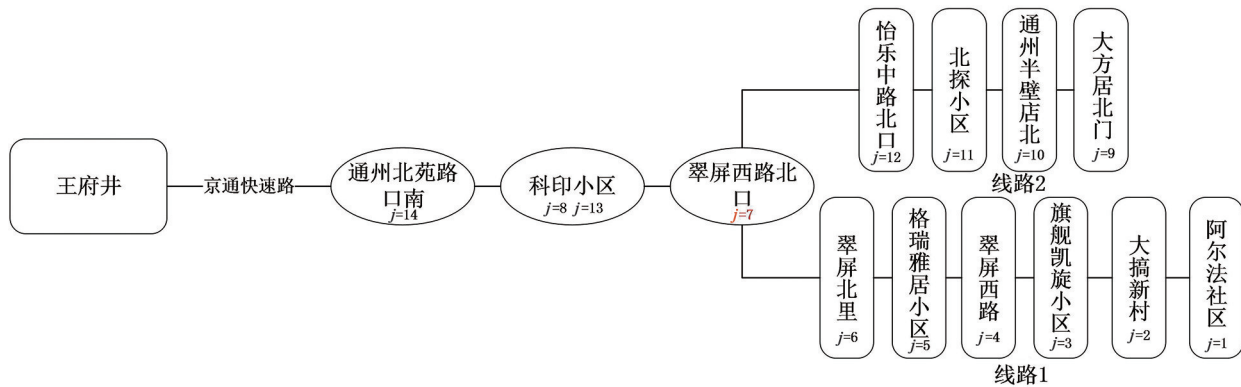 王府井
京通快速路
通州北苑路
口南
j=14
科印小区
j=8 j=13
翠屏西路北
口
j=7
怡乐中路北口
j=12
北探小区
j=11
通州半壁店北
j=10
大方居北门
j=9
线路2
翠屏北里
j=6
格瑞雅居小区
j=5
翠屏西路
j=4
旗舰凯旋小区
j=3
大搞新村
j=2
阿尔法社区
j=1
线路1